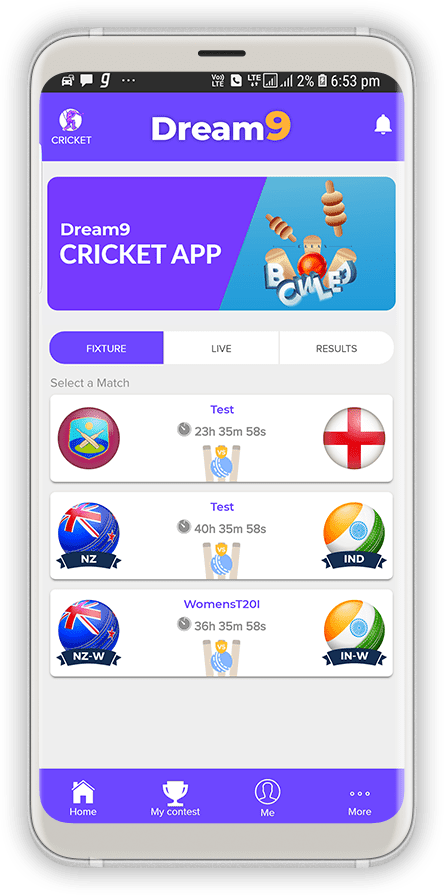 Vo))
LTE
LTE
2% 6:53 pm
CRICKET
Dream9
Dream9
CRICKET APP
BOWLED
FIXTURE
LIVE
RESULTS
Select a Match
Test
23h 35m 58s
VS
Test
40h 35m 58s
VS
NZ
IND
WomensT20I
36h 35m 58s
VS
NZ-W
IN-W
Home
My contest
Me
More